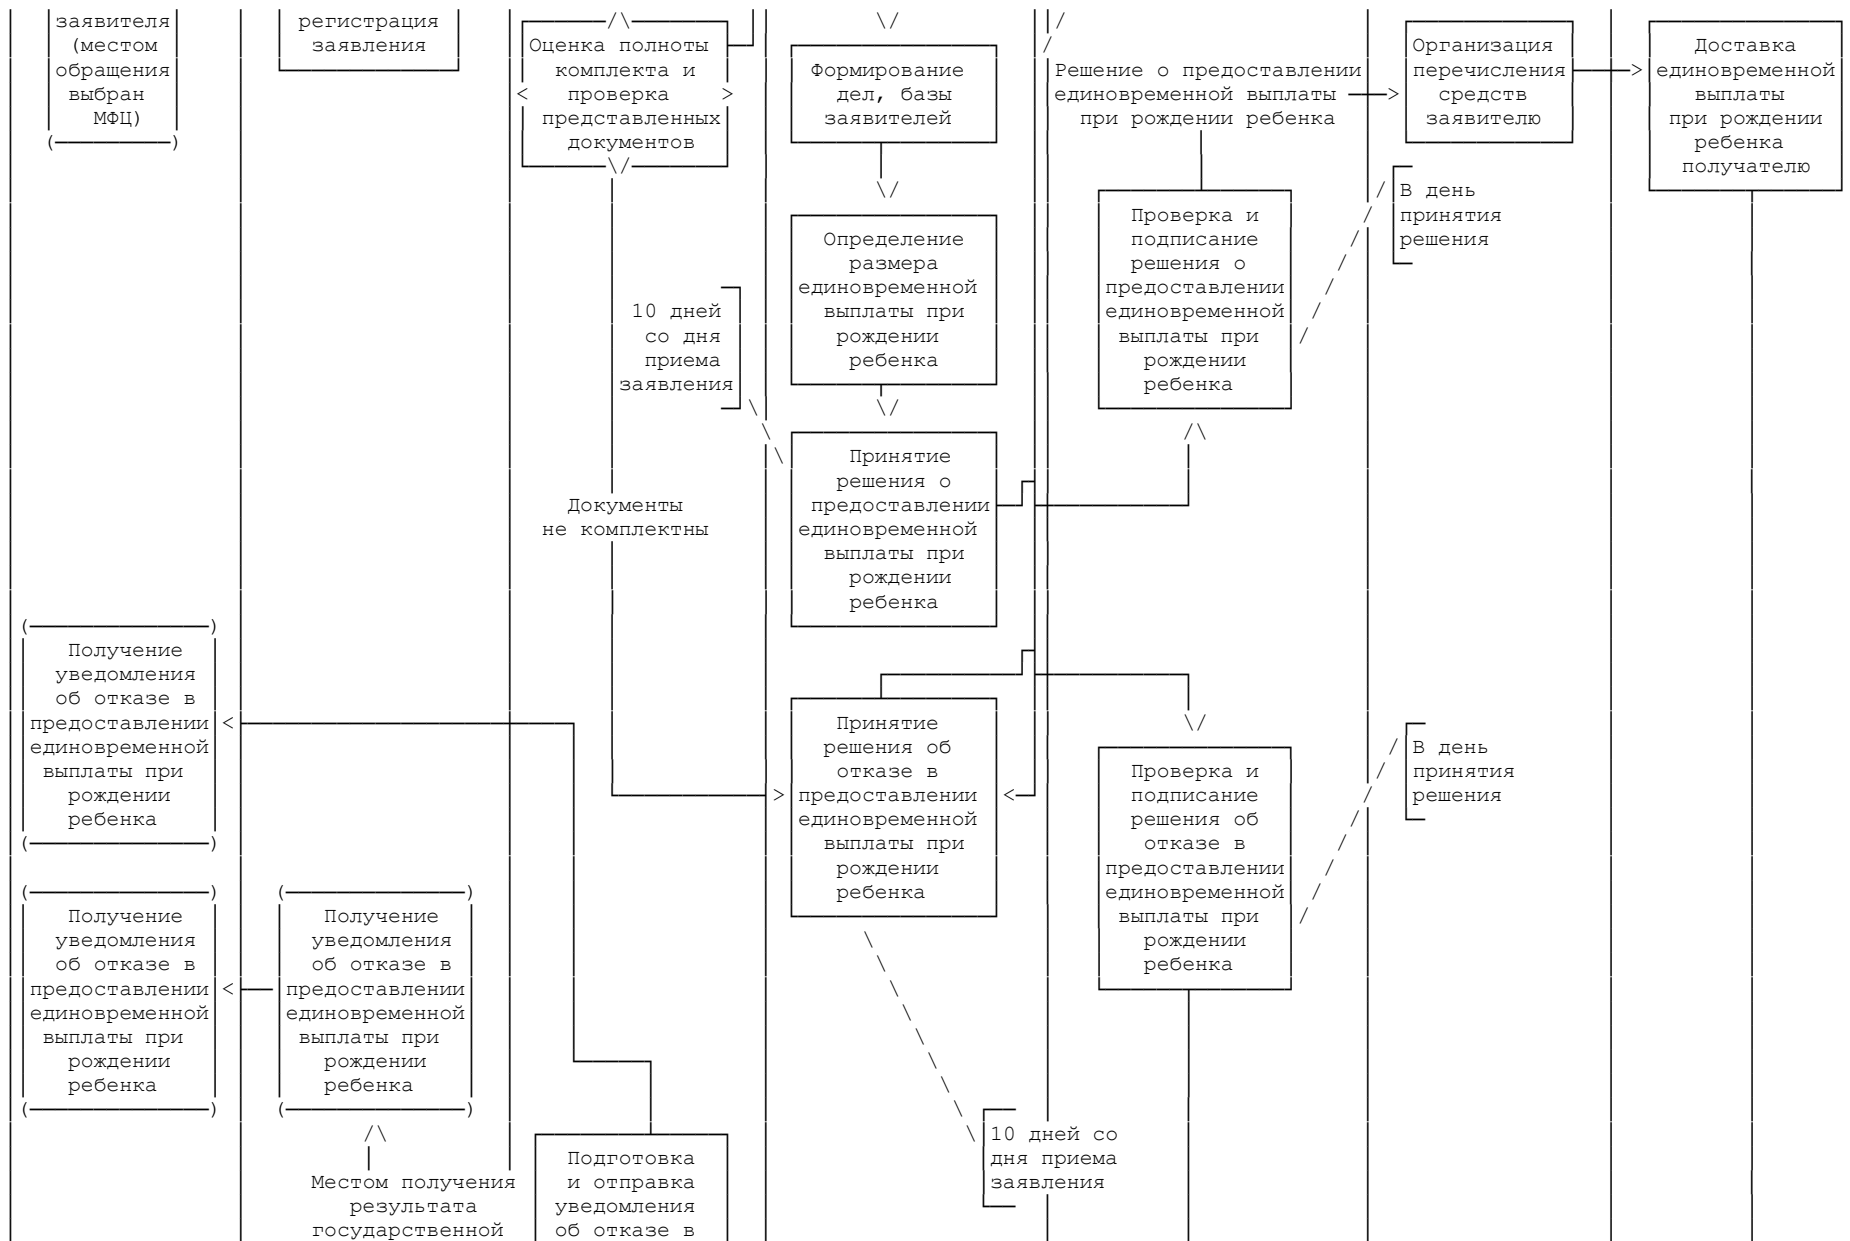 заявителя
(местом
обращения
выбран
МФЦ)
регистрация
заявления
Оценка полноты
комплекта и
проверка
представленных
документов
Формирование
дел, базы
заявителей
Решение о предоставлении
единовременной выплаты
при рождении ребенка
Организация
перечисления
средств
заявителю
Доставка
единовременной
выплаты
при рождении
ребенка
получателю
Определение
размера
единовременной
выплаты при
рождении
ребенка
Проверка и
подписание
решения о
предоставлении
единовременной
выплаты при
рождении
ребенка
В день
принятия
решения
10 дней
со дня
приема
заявления
Принятие
решения о
предоставлении
единовременной
выплаты при
рождении
ребенка
Документы
не комплектны
Получение
уведомления
об отказе в
предоставлении
единовременной
выплаты при
рождении
ребенка
Принятие
решения об
отказе в
предоставлении
единовременной
выплаты при
рождении
ребенка
Проверка и
подписание
решения об
отказе в
предоставлении
единовременной
выплаты при
рождении
ребенка
В день
принятия
решения
Получение
уведомления
об отказе в
предоставлении
единовременной
выплаты при
рождении
ребенка
Получение
уведомления
об отказе в
предоставлении
единовременной
выплаты при
рождении
ребенка
10 дней со
дня приема
заявления
Местом получения
результата
государственной
Подготовка
и отправка
уведомления
об отказе в